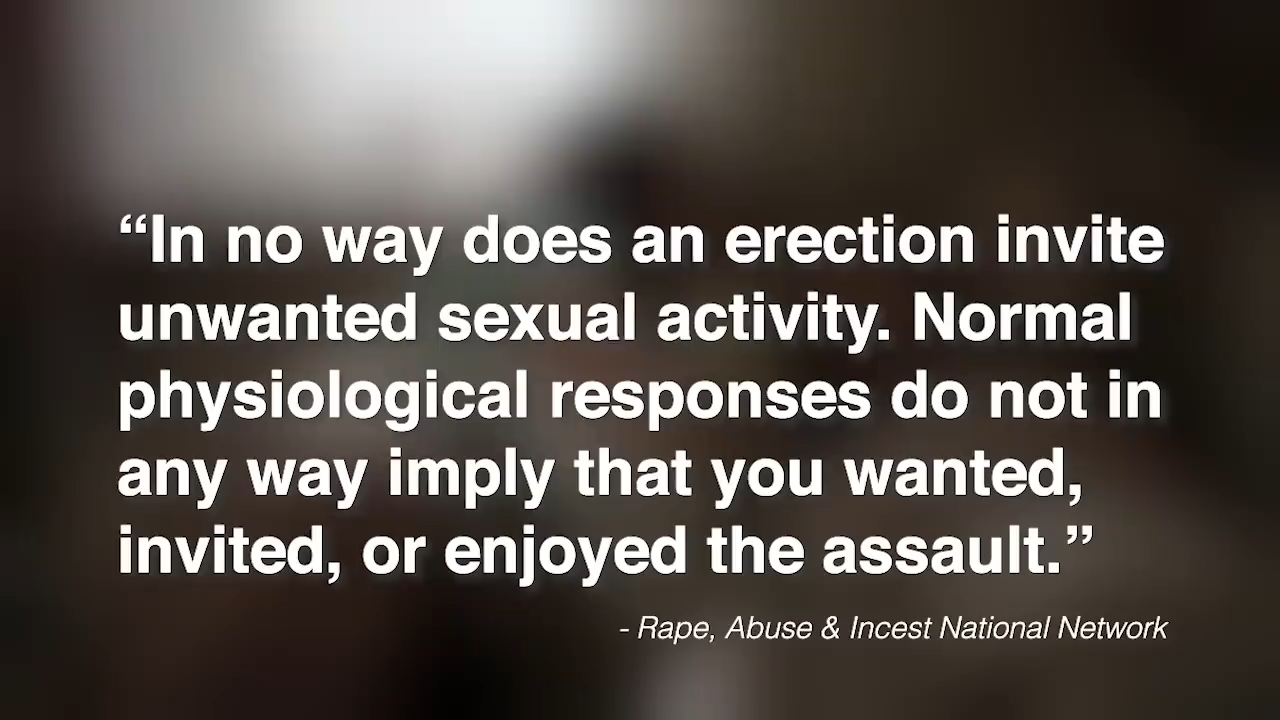 “In no way does an erection invite
unwanted sexual activity. Normal
physiological responses do not in
any way imply that you wanted,
invited, or enjoyed the assault.”
- Rape, Abuse & Incest National Network